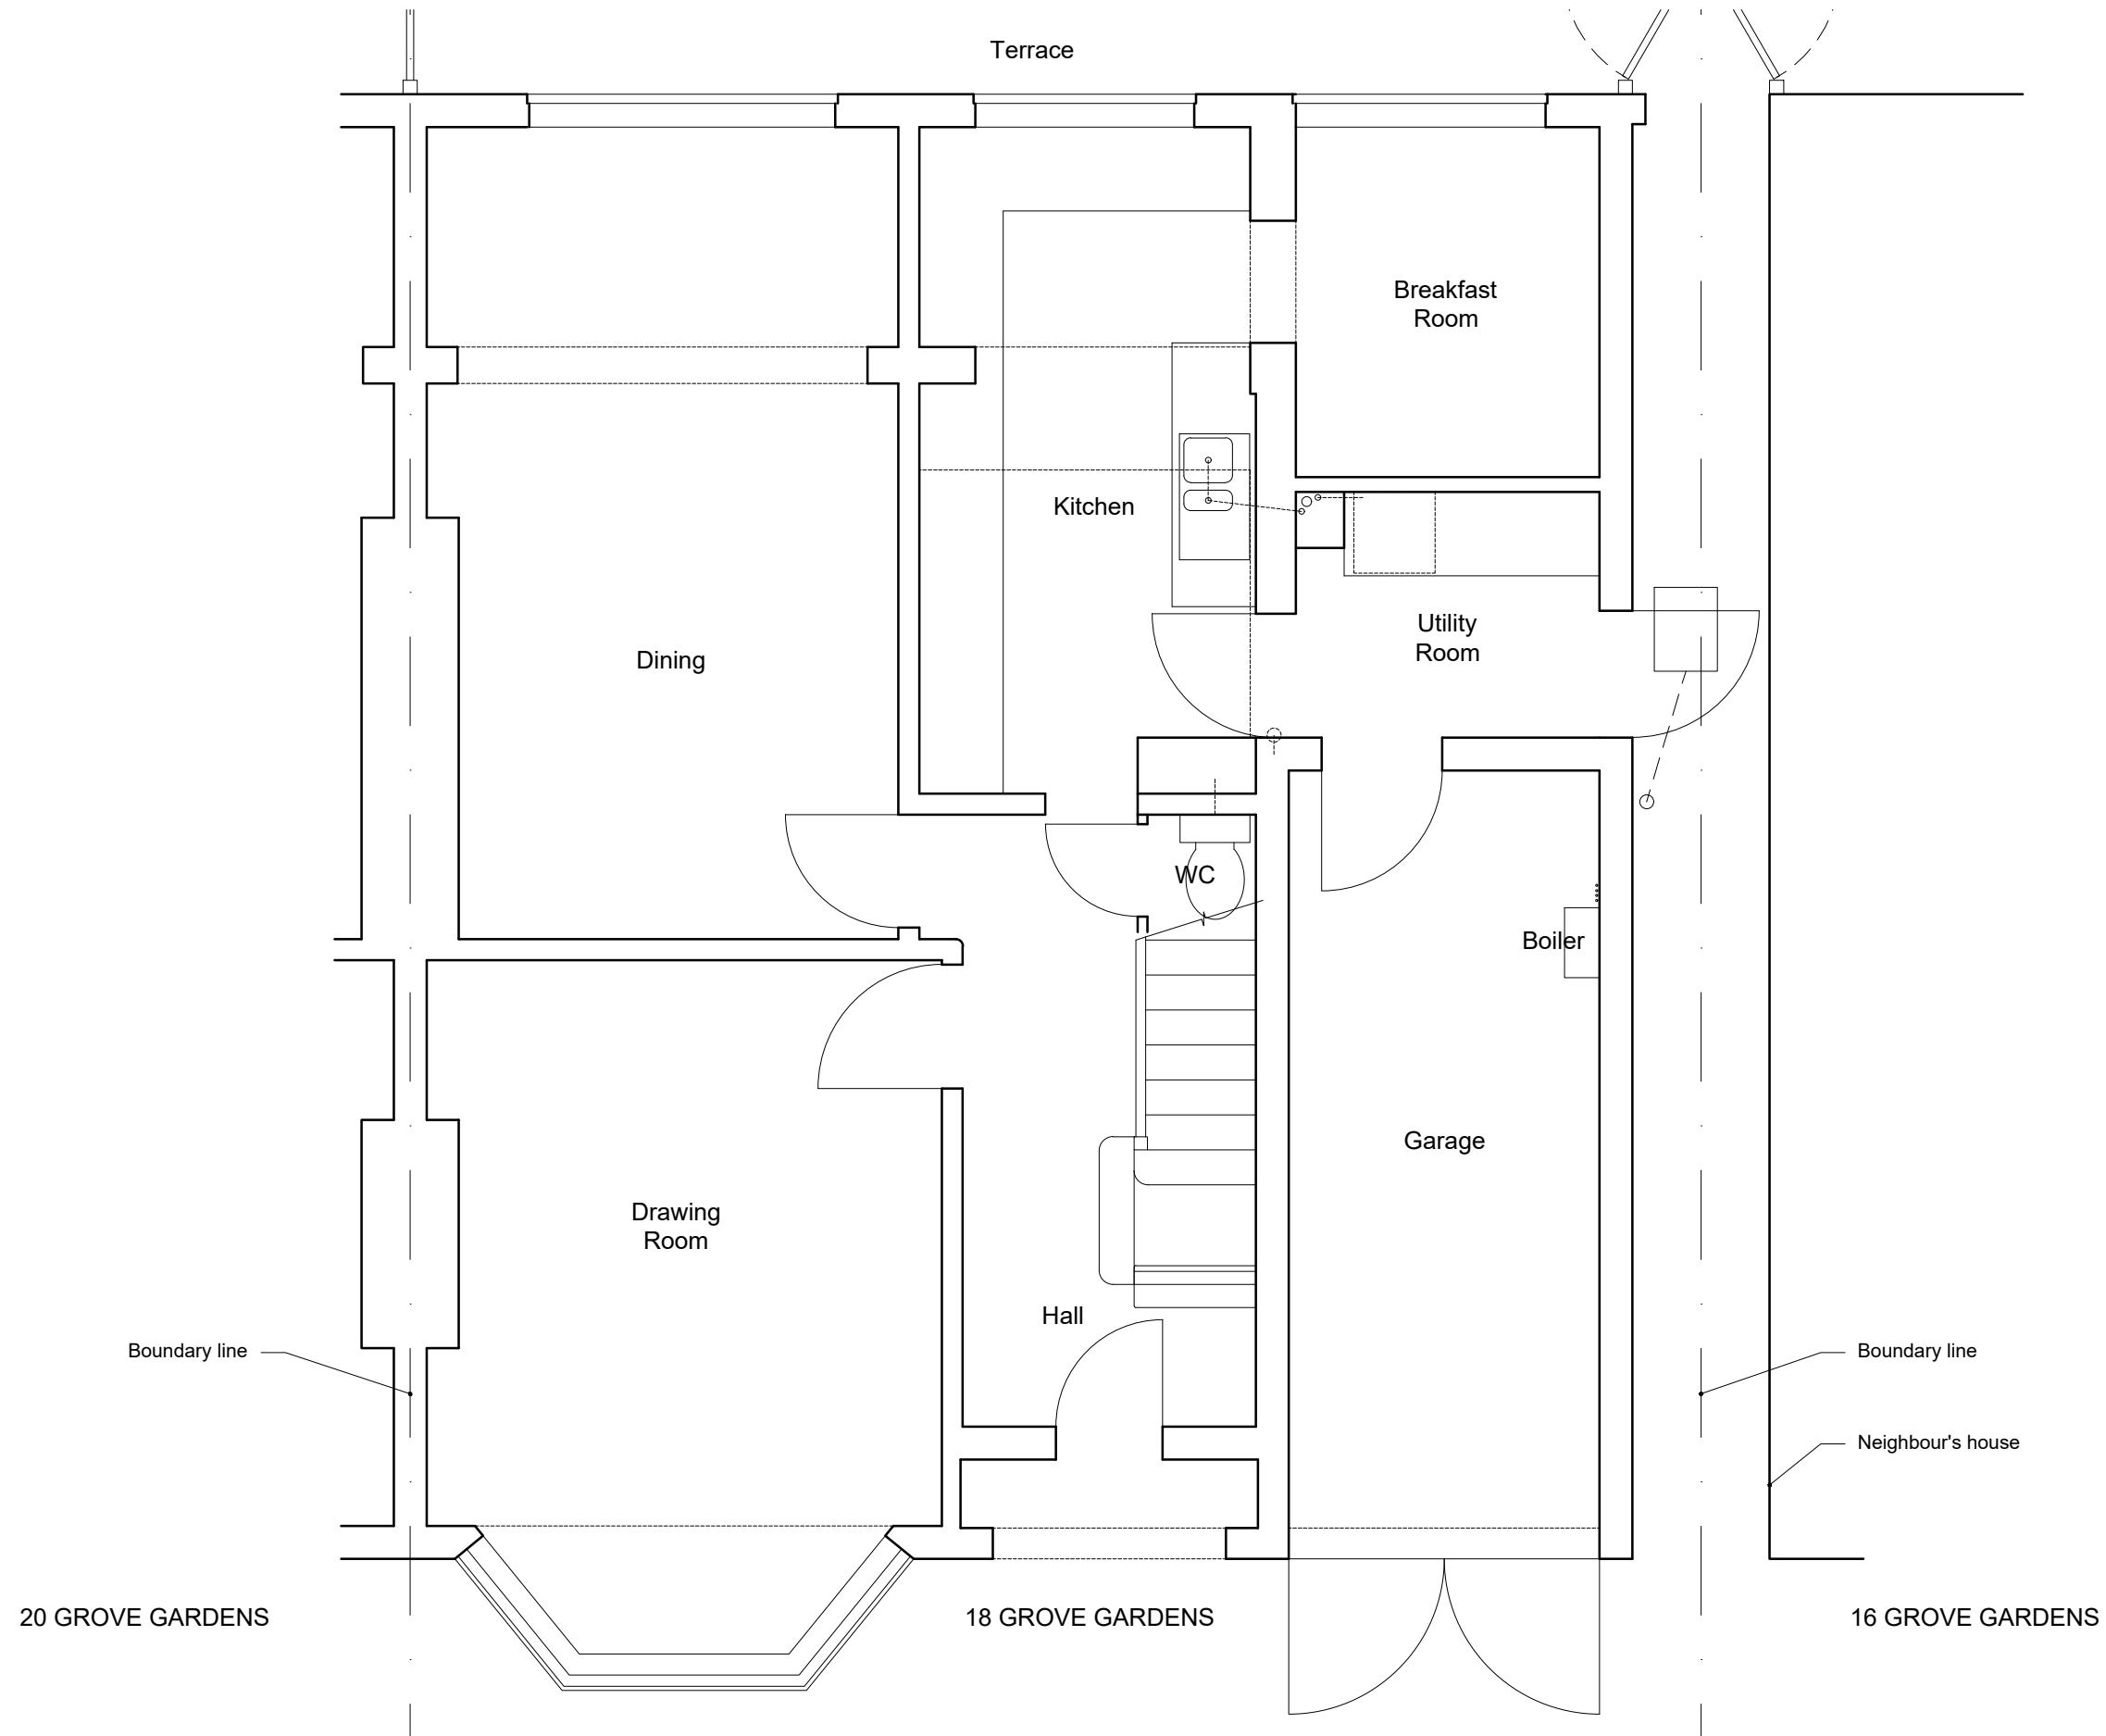 Terrace
Breakfast
Room
Kitchen
Utility
Room
Dining
WC
Boiler
Garage
Drawing
Room
Hall
Boundary line
Boundary line
Neighbour's house
20 GROVE GARDENS
18 GROVE GARDENS
16 GROVE GARDENS